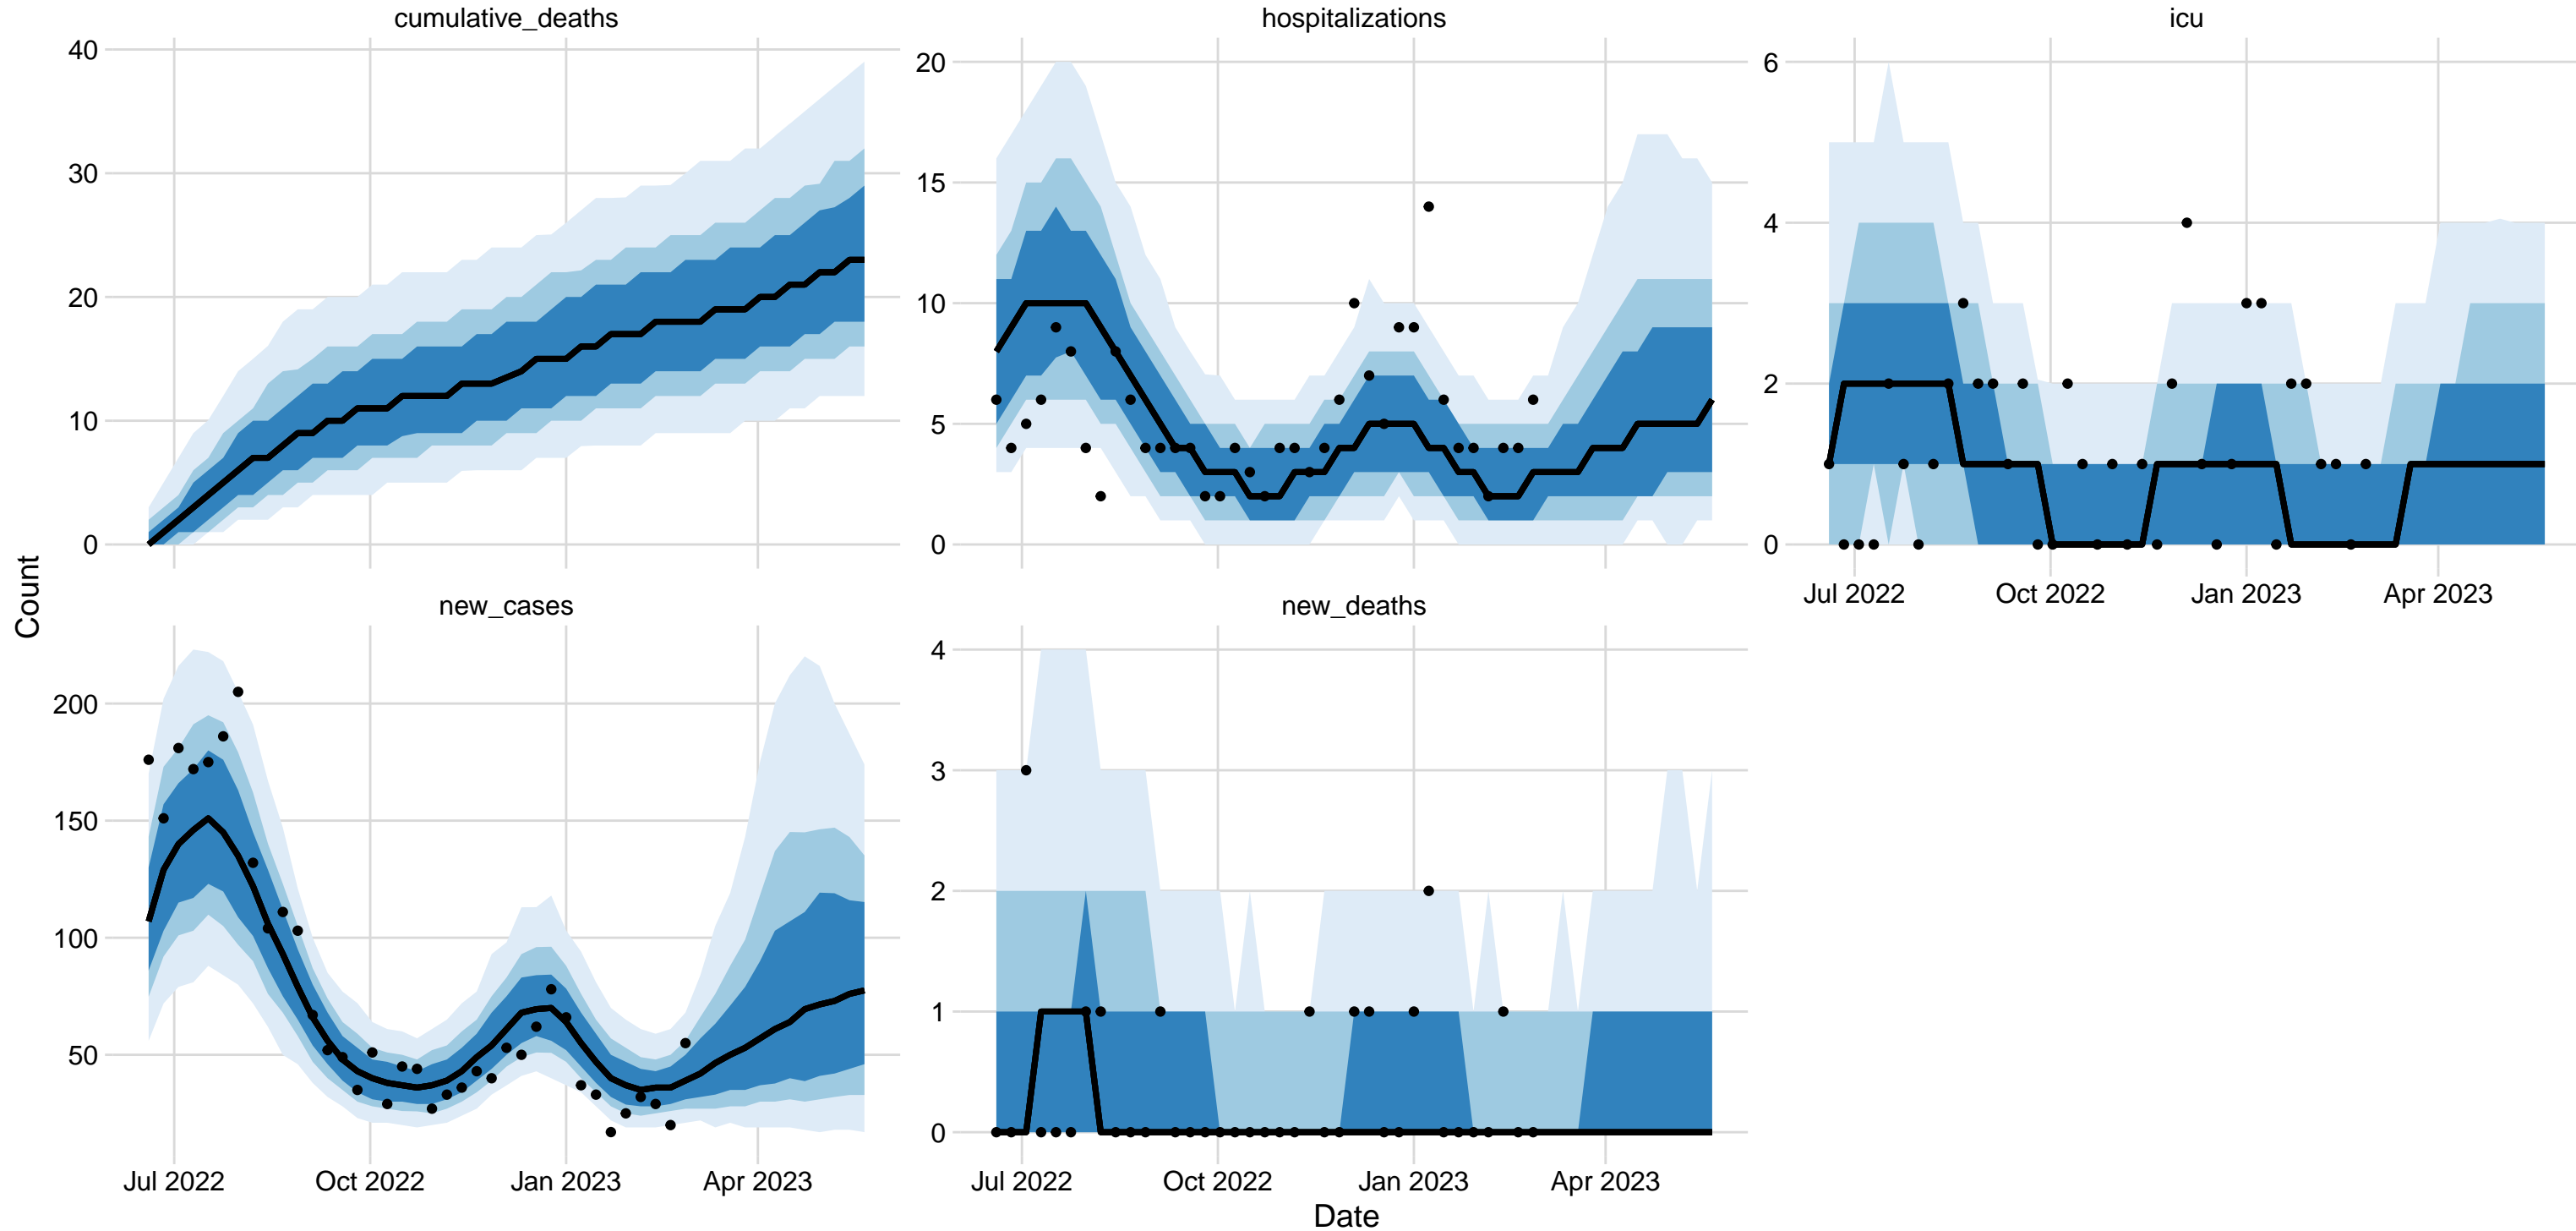 cumulative_deaths
hospitalizations
icu
40
30
20
10
0
20
15
10
5
0
6
4
2
0
Jul 2022
Oct 2022
Jan 2023
Apr 2023
Count
new_cases
new_deaths
200
150
100
50
4
3
2
1
0
Jul 2022
Oct 2022
Jan 2023
Apr 2023
Jul 2022
Oct 2022
Jan 2023
Apr 2023
Date